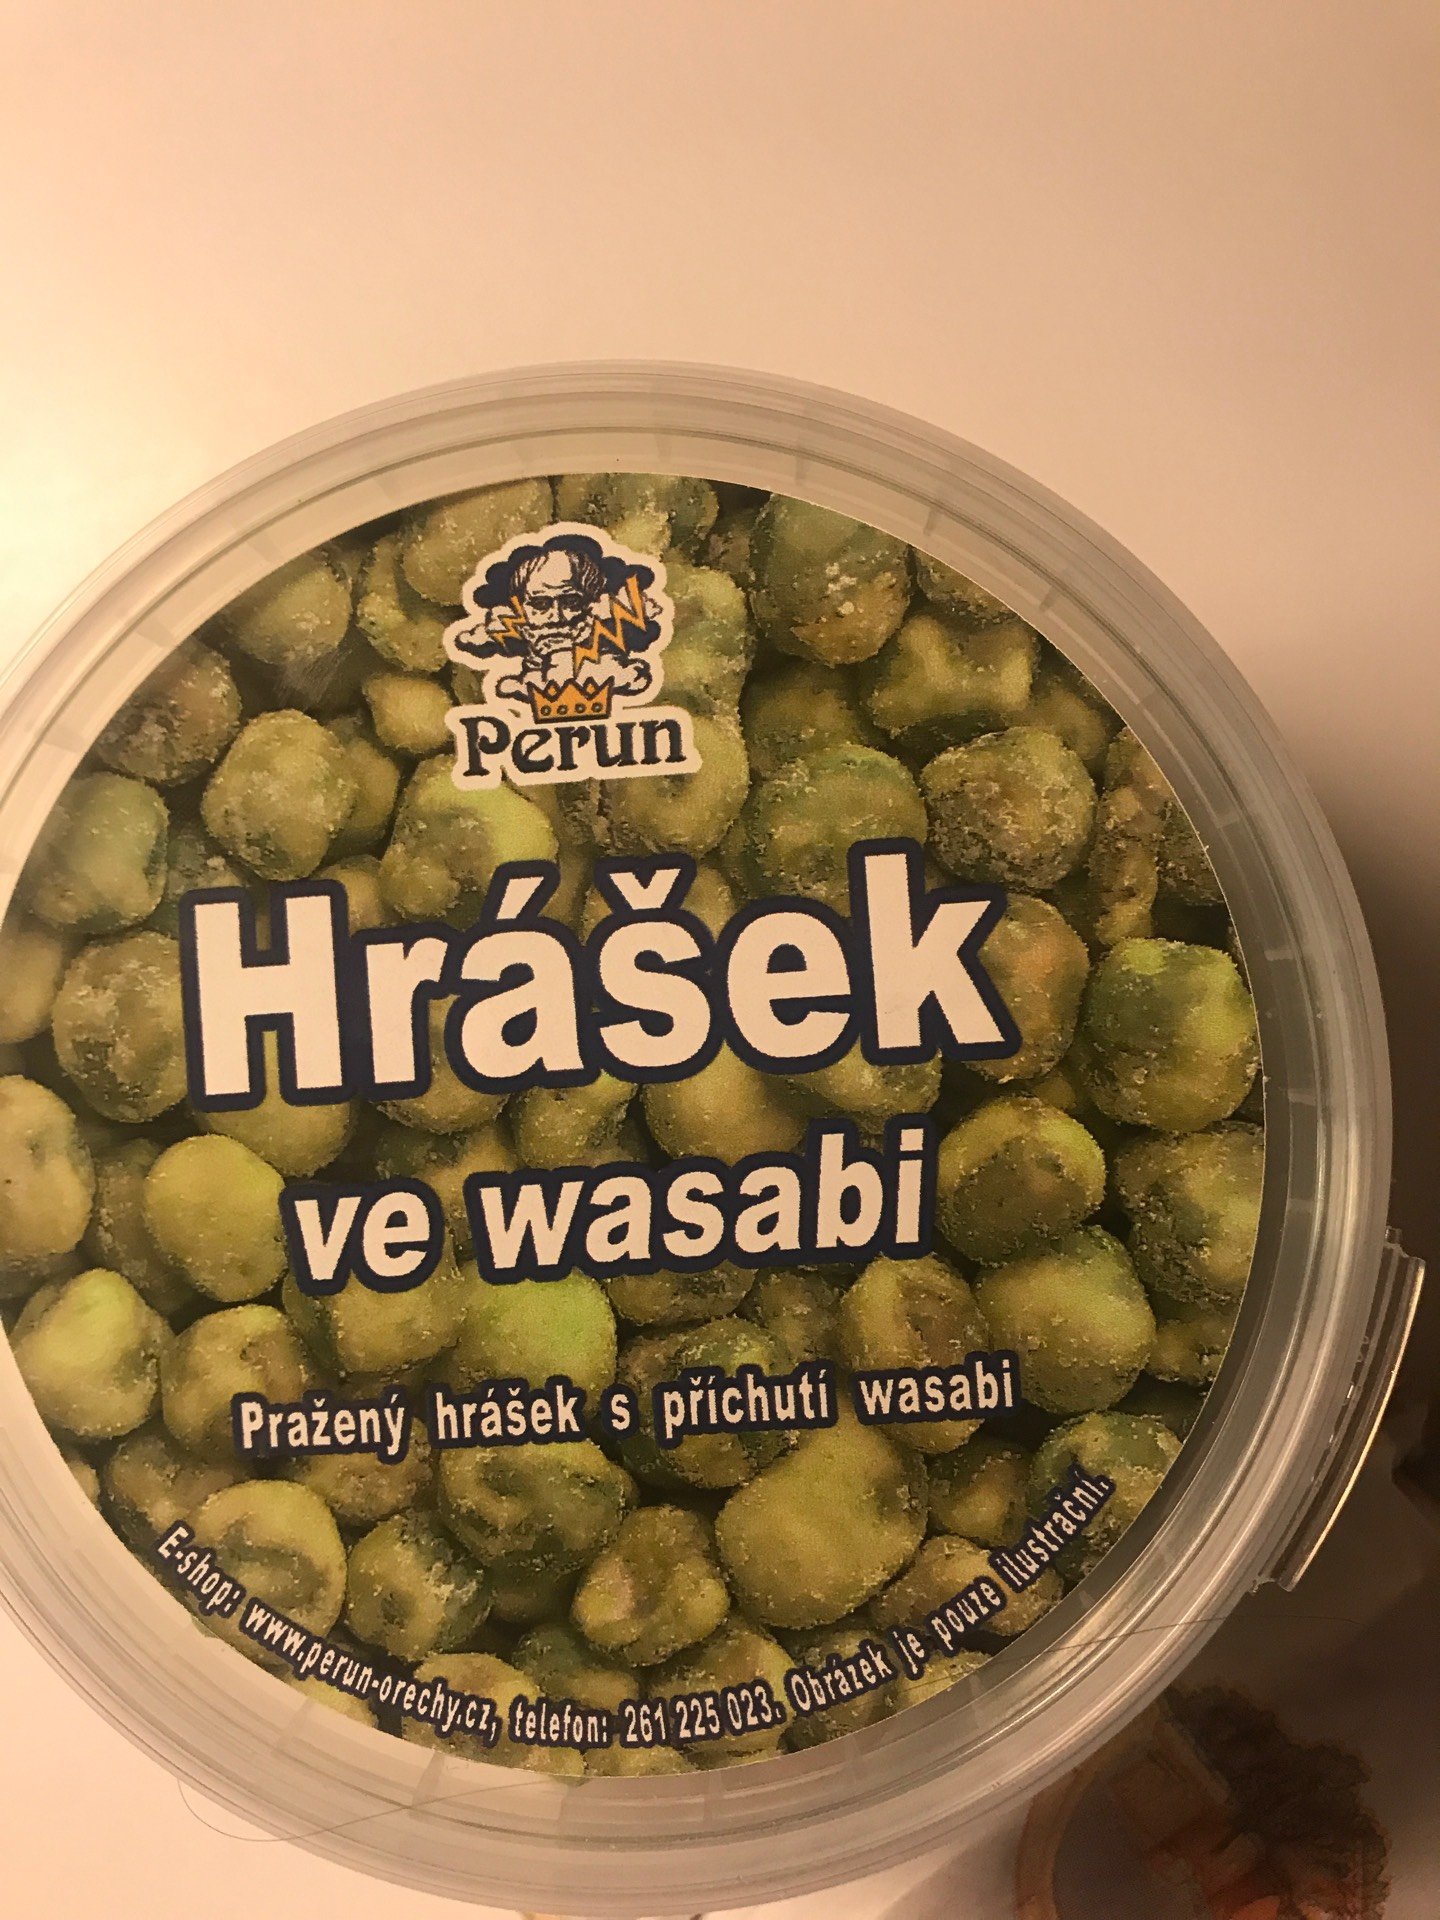 Perun
Hrášek
ve wasabi
Pražený hrášek s příchutí wasabi
E-shop: www.perun-orechy.cz, telefon: 261 225 023. Obrázek je pouze ilustrační.